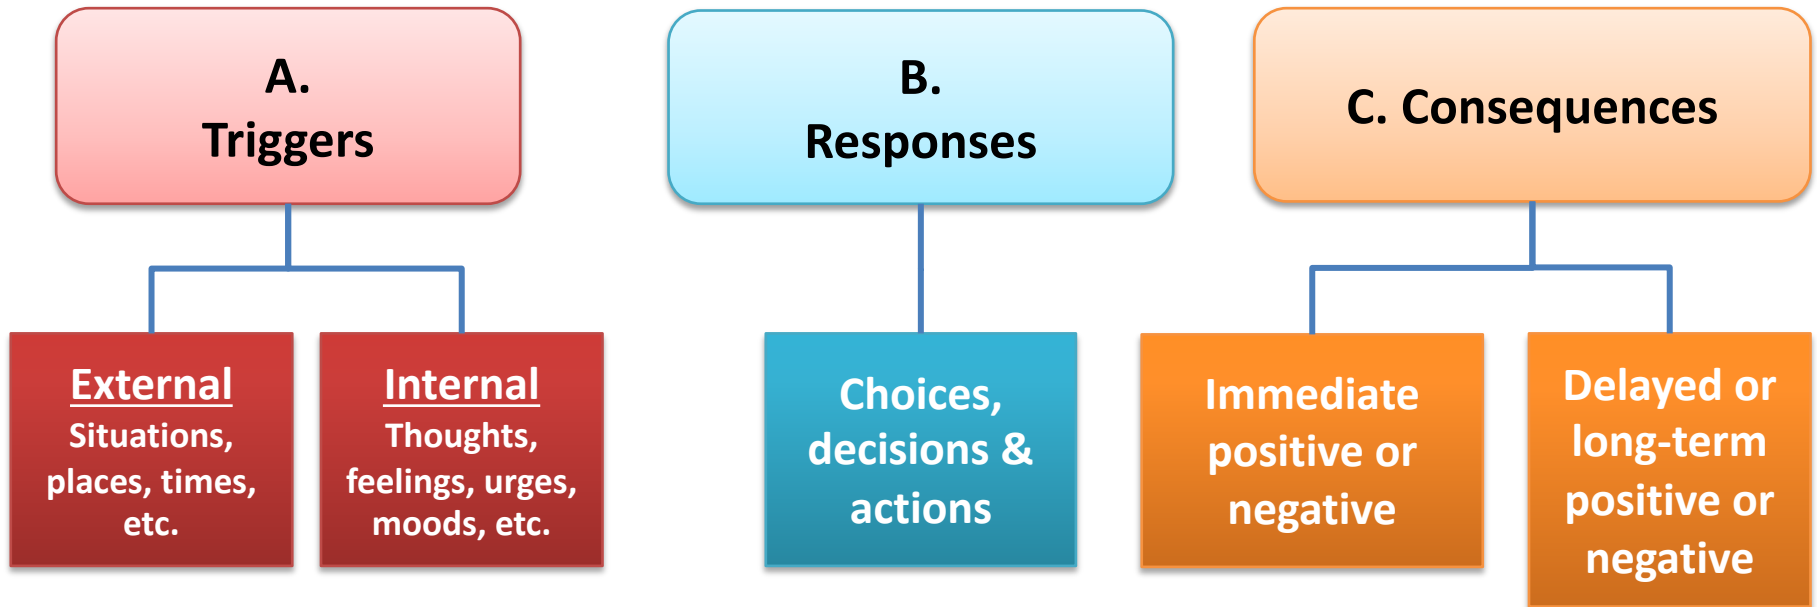 A.
Triggers
B.
Responses
C. Consequences
External
Situations,
places, times,
etc.
Internal
Thoughts,
feelings, urges,
moods, etc.
Choices,
decisions &
actions
Immediate
positive or
negative
Delayed or
long-term
positive or
negative